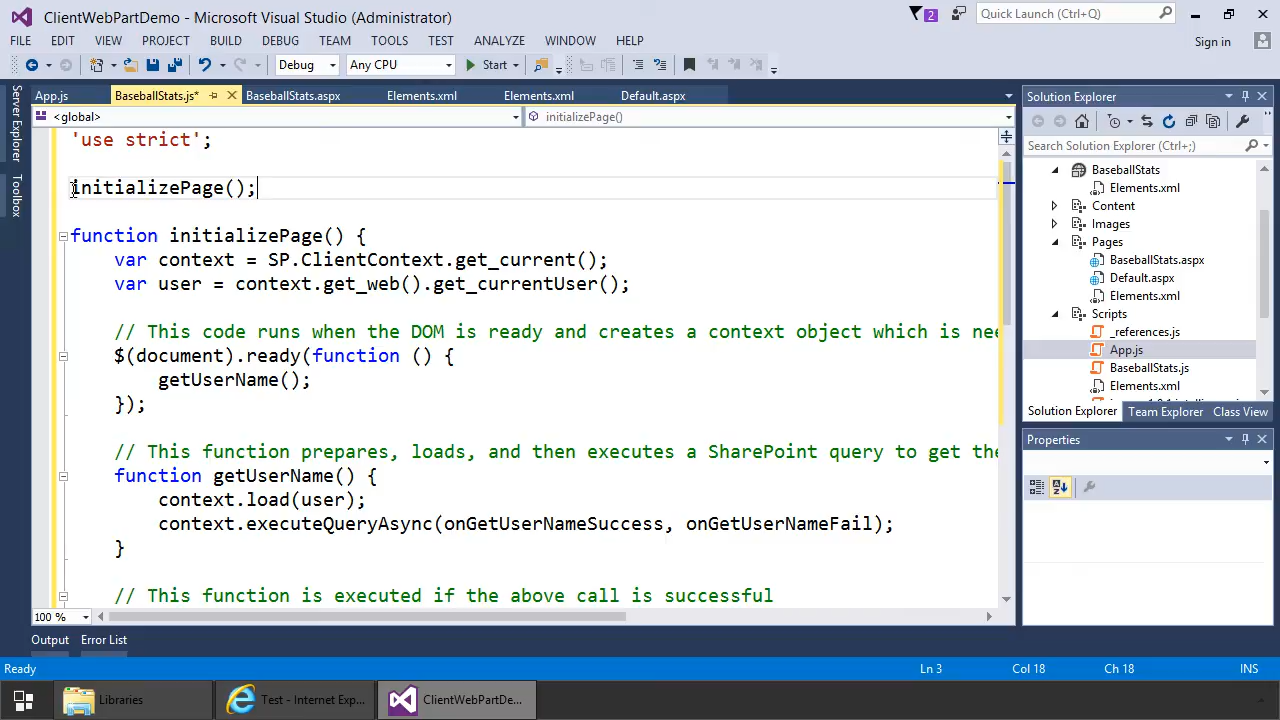 ClientWebPartDemo - Microsoft Visual Studio (Administrator)
2
Quick Launch (Ctrl+Q)
FILE EDIT VIEW PROJECT BUILD DEBUG TEAM TOOLS TEST ANALYZE WINDOW HELP
Sign in
Debug Any CPU Start
Server Explorer
Toolbox
App.js BaseballStats.js* BaseballStats.aspx Elements.xml Elements.xml Default.aspx
<global> initializePage()
'use strict';
initializePage();
function initializePage() {
var context = SP.ClientContext.get_current();
var user = context.get_web().get_currentUser();
// This code runs when the DOM is ready and creates a context object which is nee
$(document).ready(function () {
getUserName();
});
// This function prepares, loads, and then executes a SharePoint query to get the
function getUserName() {
context.load(user);
context.executeQueryAsync(onGetUserNameSuccess, onGetUserNameFail);
}
// This function is executed if the above call is successful
100 %
Solution Explorer
Search Solution Explorer (Ctrl+;)
BaseballStats
Elements.xml
Content
Images
Pages
BaseballStats.aspx
Default.aspx
Elements.xml
Scripts
_references.js
App.js
BaseballStats.js
Elements.xml
Solution Explorer Team Explorer Class View
Properties
Output Error List
Ready Ln 3 Col 18 Ch 18 INS
Libraries Test - Internet Exp... ClientWebPartDe...